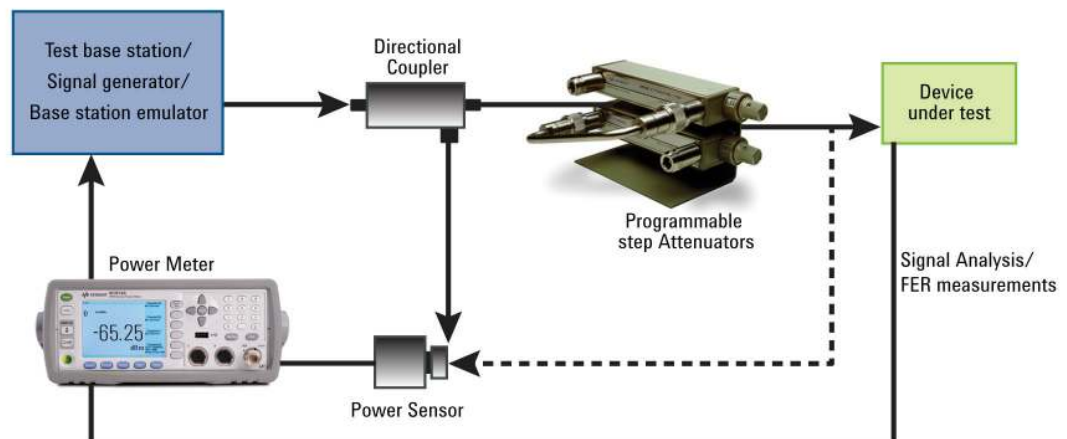 Test base station/
Signal generator/
Base station emulator
Directional
Coupler
Device
under test
Programmable
step Attenuators
Signal Analysis/
FER measurements
Power Meter
-65.25
dBm
Power Sensor